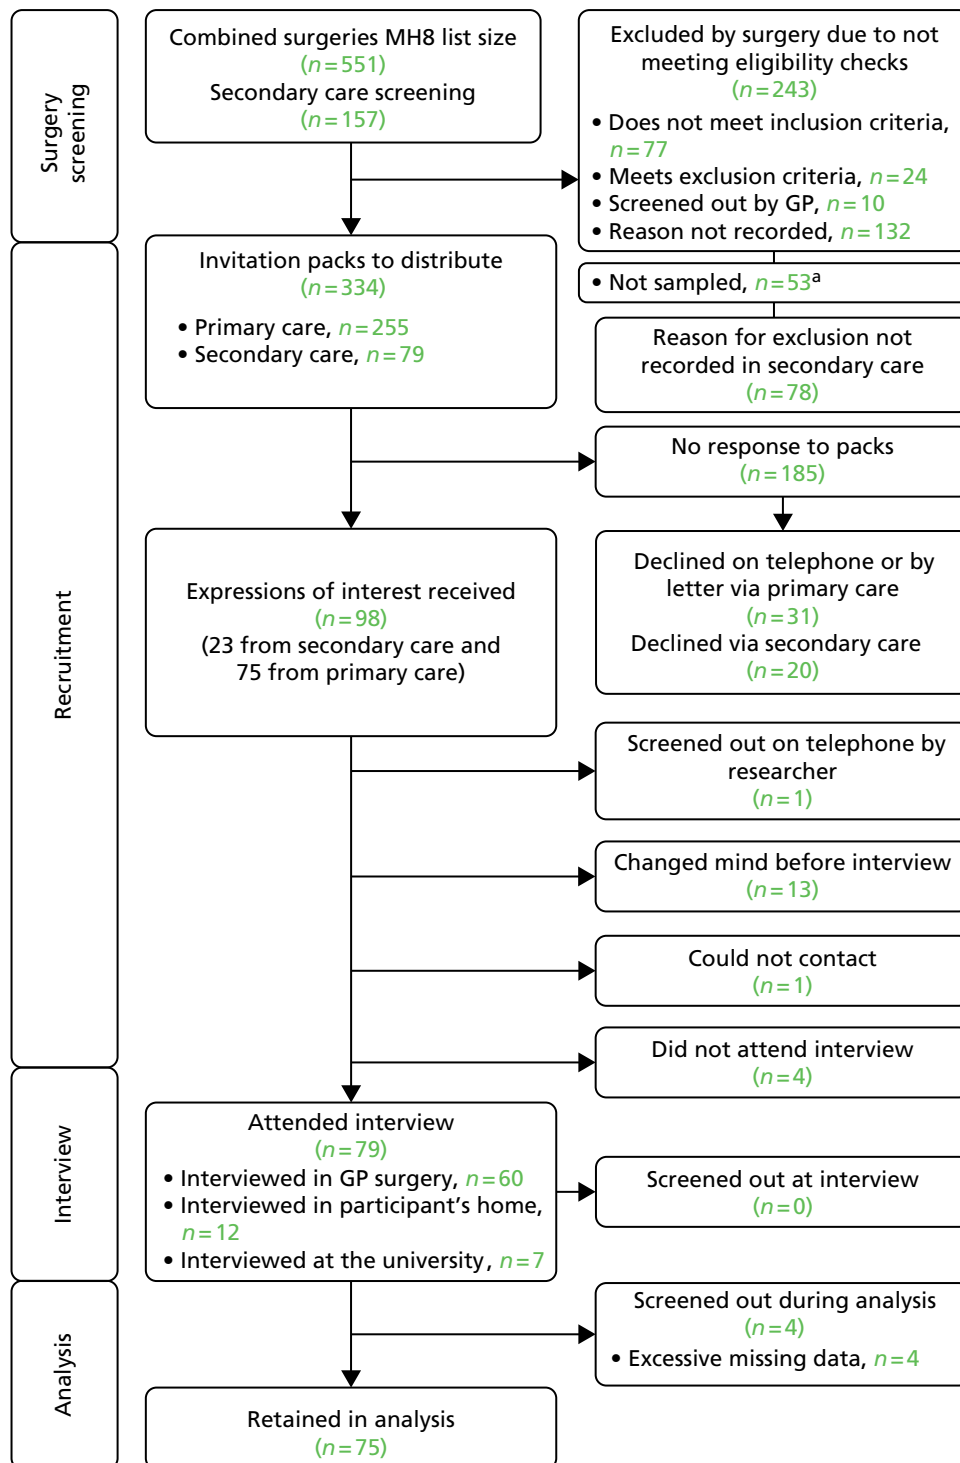 Surgery
screening
Combined surgeries MH8 list size
(n=551)
Secondary care screening
(n=157)
Excluded by surgery due to not
meeting eligibility checks
(n=243)
• Does not meet inclusion criteria,
n=77
• Meets exclusion criteria, n=24
• Screened out by GP, n=10
• Reason not recorded, n=132
• Not sampled, n=53a
Reason for exclusion not
recorded in secondary care
(n=78)
Recruitment
Invitation packs to distribute
(n=334)
• Primary care, n=255
• Secondary care, n=79
No response to packs
(n=185)
Declined on telephone or by
letter via primary care
(n=31)
Declined via secondary care
(n=20)
Expressions of interest received
(n=98)
(23 from secondary care and
75 from primary care)
Screened out on telephone by
researcher
(n=1)
Changed mind before interview
(n=13)
Could not contact
(n=1)
Did not attend interview
(n=4)
Interview
Attended interview
(n=79)
• Interviewed in GP surgery, n=60
• Interviewed in participant's home,
n=12
• Interviewed at the university, n=7
Screened out at interview
(n=0)
Analysis
Screened out during analysis
(n=4)
• Excessive missing data, n=4
Retained in analysis
(n=75)